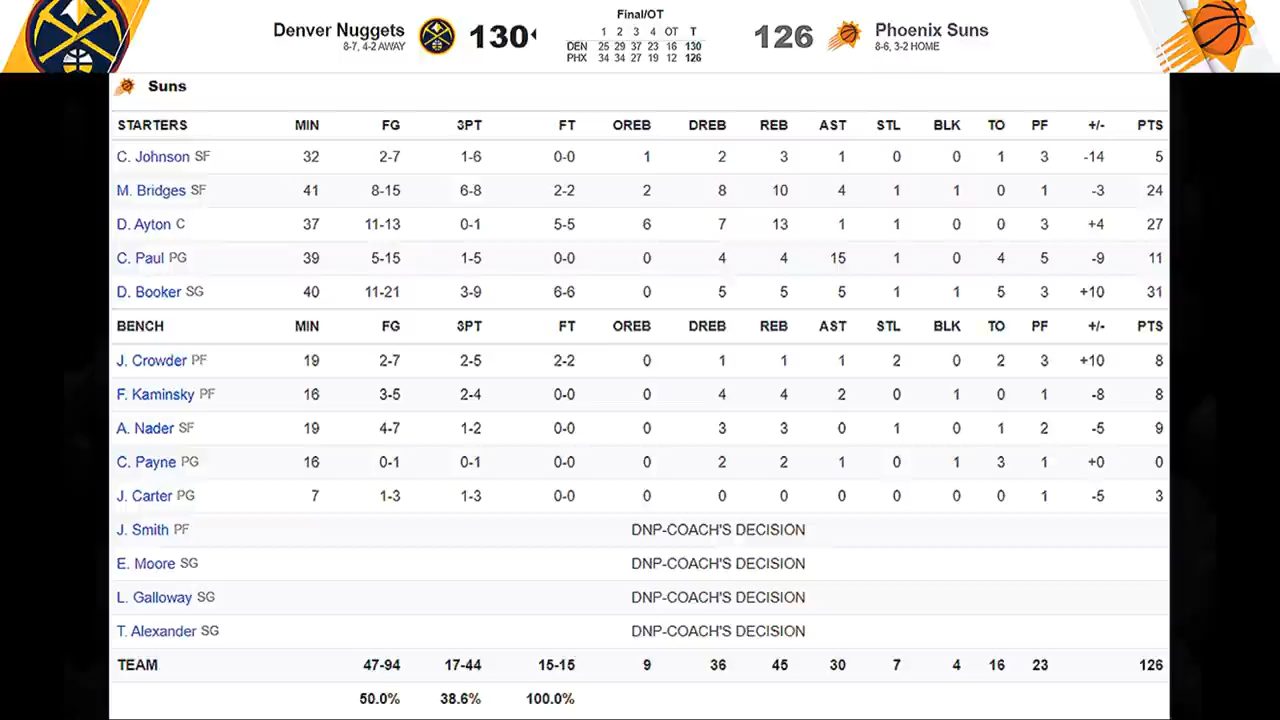 Final/OT
Denver Nuggets 130 126 Phoenix Suns
8-7, 4-2 AWAY 8-6, 3-2 HOME
1 2 3 4 OT T
DEN 25 29 37 23 16 130
PHX 34 34 27 19 12 126
Suns
STARTERS MIN FG 3PT FT OREB DREB REB AST STL BLK TO PF +/- PTS
C. Johnson SF 32 2-7 1-6 0-0 1 2 3 1 0 0 1 3 -14 5
M. Bridges SF 41 8-15 6-8 2-2 2 8 10 4 1 1 0 1 -3 24
D. Ayton C 37 11-13 0-1 5-5 6 7 13 1 1 0 0 3 +4 27
C. Paul PG 39 5-15 1-5 0-0 0 4 4 15 1 0 4 5 -9 11
D. Booker SG 40 11-21 3-9 6-6 0 5 5 5 1 1 5 3 +10 31
BENCH MIN FG 3PT FT OREB DREB REB AST STL BLK TO PF +/- PTS
J. Crowder PF 19 2-7 2-5 2-2 0 1 1 1 2 0 2 3 +10 8
F. Kaminsky PF 16 3-5 2-4 0-0 0 4 4 2 0 1 0 1 -8 8
A. Nader SF 19 4-7 1-2 0-0 0 3 3 0 1 0 1 2 -5 9
C. Payne PG 16 0-1 0-1 0-0 0 2 2 1 0 1 3 1 +0 0
J. Carter PG 7 1-3 1-3 0-0 0 0 0 0 0 0 0 1 -5 3
J. Smith PF DNP-COACH'S DECISION
E. Moore SG DNP-COACH'S DECISION
L. Galloway SG DNP-COACH'S DECISION
T. Alexander SG DNP-COACH'S DECISION
TEAM 47-94 17-44 15-15 9 36 45 30 7 4 16 23 126
50.0% 38.6% 100.0%